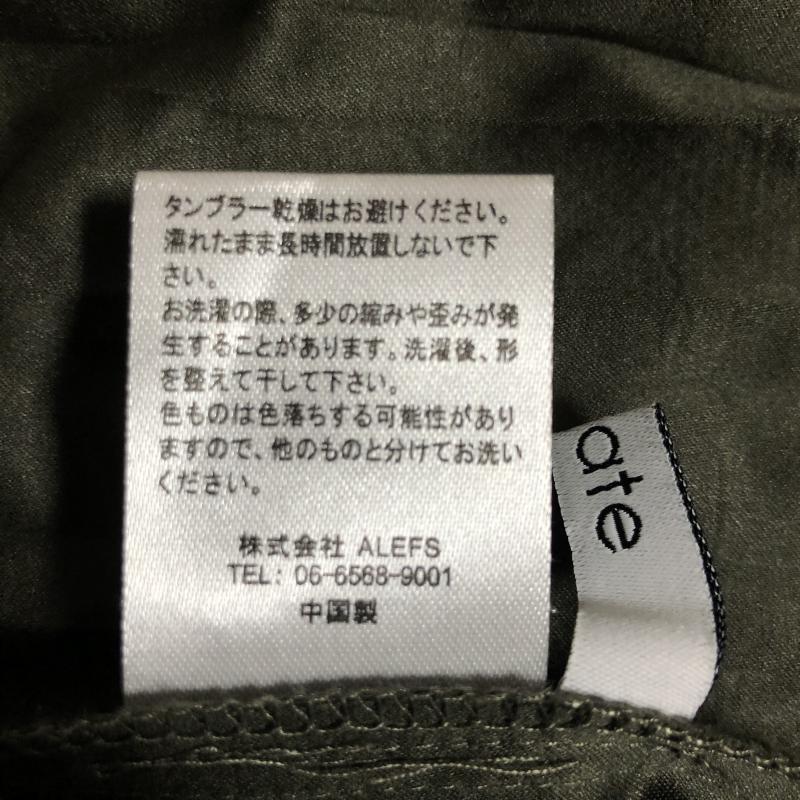 タンブラー乾燥はお避けください。
濡れたまま長時間放置しないで下
さい。
お洗濯の際、多少の縮みや歪みが発
生することがあります。洗濯後、形
を整えて干して下さい。
色ものは色落ちする可能性があり
ますので、他のものと分けてお洗い
ください。
株式会社 ALEFS
TEL: 06-6568-9001
中国製
ate